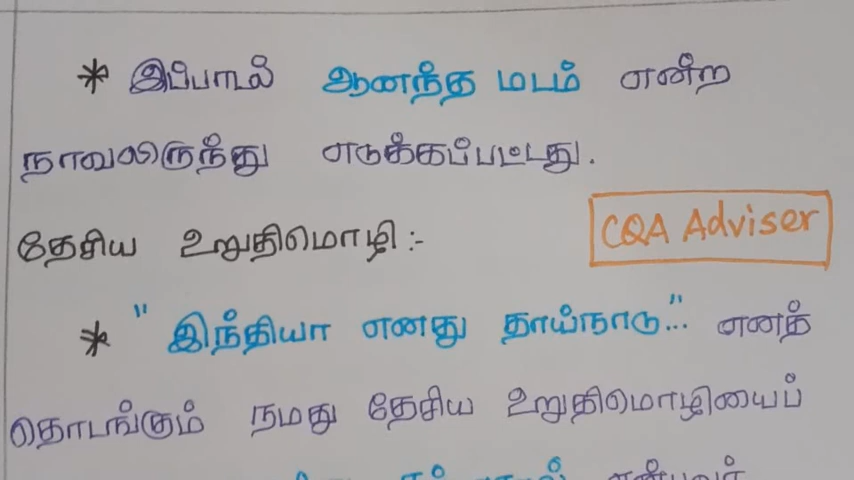 * இப்பாடல் ஆனந்த மடம் என்ற
நாவலிருந்து எடுக்கப்பட்டது.
CQA Adviser
தேசிய உறுதிமொழி :-
* "இந்தியா எனது தாய்நாடு"... எனத்
தொடங்கும் நமது தேசிய உறுதிமொழியைப்